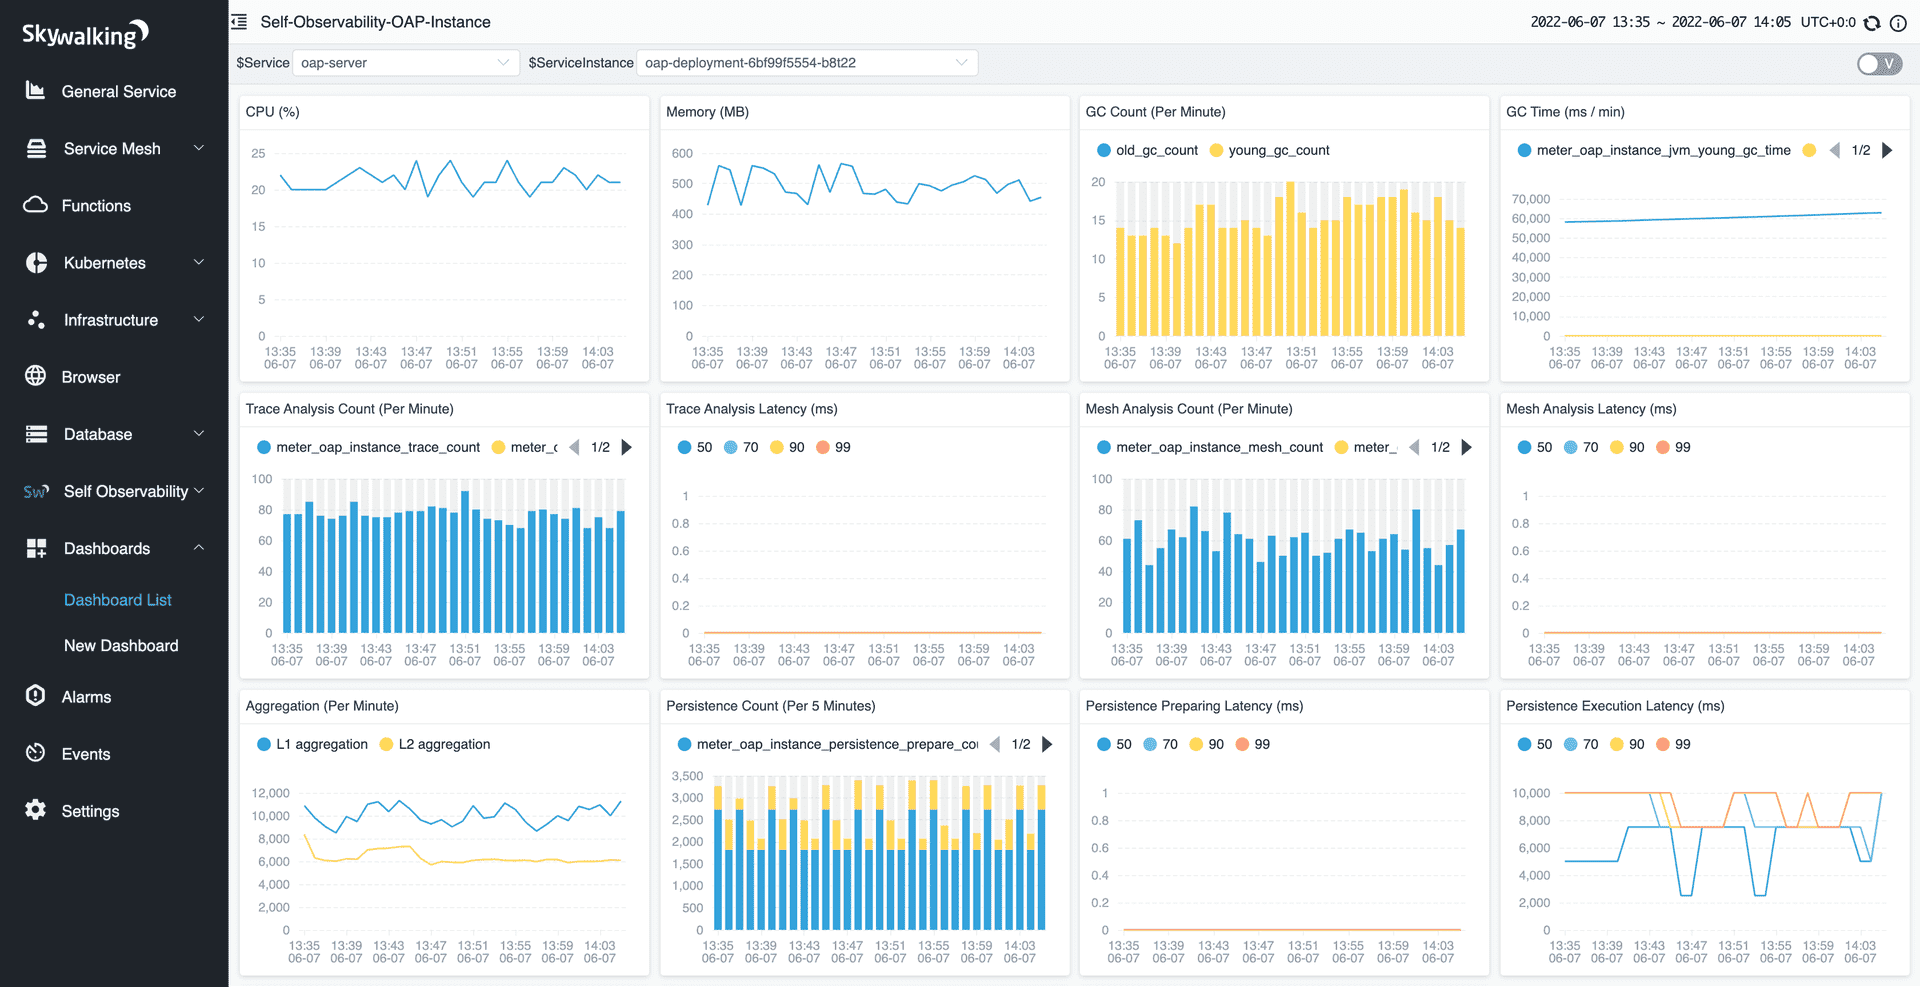 Skywalking
General Service
Service Mesh
Functions
Kubernetes
Infrastructure
Browser
Database
Sw Self Observability
Dashboards
Dashboard List
New Dashboard
Alarms
Events
Settings
Self-Observability-OAP-Instance
2022-06-07 13:35 ~ 2022-06-07 14:05 UTC+0:0
$Service oap-server $ServiceInstance oap-deployment-6bf99f5554-b8t22
V
CPU (%)
25
20
15
10
5
0
13:35 13:39 13:43 13:47 13:51 13:55 13:59 14:03
06-07 06-07 06-07 06-07 06-07 06-07 06-07 06-07
Memory (MB)
600
500
400
300
200
100
0
13:35 13:39 13:43 13:47 13:51 13:55 13:59 14:03
06-07 06-07 06-07 06-07 06-07 06-07 06-07 06-07
GC Count (Per Minute)
old_gc_count young_gc_count
20
15
10
5
0
13:35 13:39 13:43 13:47 13:51 13:55 13:59 14:03
06-07 06-07 06-07 06-07 06-07 06-07 06-07 06-07
GC Time (ms / min)
meter_oap_instance_jvm_young_gc_time 1/2
70,000
60,000
50,000
40,000
30,000
20,000
10,000
0
13:35 13:39 13:43 13:47 13:51 13:55 13:59 14:03
06-07 06-07 06-07 06-07 06-07 06-07 06-07 06-07
Trace Analysis Count (Per Minute)
meter_oap_instance_trace_count meter_c 1/2
100
80
60
40
20
0
13:35 13:39 13:43 13:47 13:51 13:55 13:59 14:03
06-07 06-07 06-07 06-07 06-07 06-07 06-07 06-07
Trace Analysis Latency (ms)
50 70 90 99
1
0.8
0.6
0.4
0.2
0
13:35 13:39 13:43 13:47 13:51 13:55 13:59 14:03
06-07 06-07 06-07 06-07 06-07 06-07 06-07 06-07
Mesh Analysis Count (Per Minute)
meter_oap_instance_mesh_count meter_ 1/2
100
80
60
40
20
0
13:35 13:39 13:43 13:47 13:51 13:55 13:59 14:03
06-07 06-07 06-07 06-07 06-07 06-07 06-07 06-07
Mesh Analysis Latency (ms)
50 70 90 99
1
0.8
0.6
0.4
0.2
0
13:35 13:39 13:43 13:47 13:51 13:55 13:59 14:03
06-07 06-07 06-07 06-07 06-07 06-07 06-07 06-07
Aggregation (Per Minute)
L1 aggregation L2 aggregation
12,000
10,000
8,000
6,000
4,000
2,000
0
13:35 13:39 13:43 13:47 13:51 13:55 13:59 14:03
06-07 06-07 06-07 06-07 06-07 06-07 06-07 06-07
Persistence Count (Per 5 Minutes)
meter_oap_instance_persistence_prepare_cou 1/2
3,500
3,000
2,500
2,000
1,500
1,000
500
0
13:35 13:39 13:43 13:47 13:51 13:55 13:59 14:03
06-07 06-07 06-07 06-07 06-07 06-07 06-07 06-07
Persistence Preparing Latency (ms)
50 70 90 99
1
0.8
0.6
0.4
0.2
0
13:35 13:39 13:43 13:47 13:51 13:55 13:59 14:03
06-07 06-07 06-07 06-07 06-07 06-07 06-07 06-07
Persistence Execution Latency (ms)
50 70 90 99
10,000
8,000
6,000
4,000
2,000
0
13:35 13:39 13:43 13:47 13:51 13:55 13:59 14:03
06-07 06-07 06-07 06-07 06-07 06-07 06-07 06-07